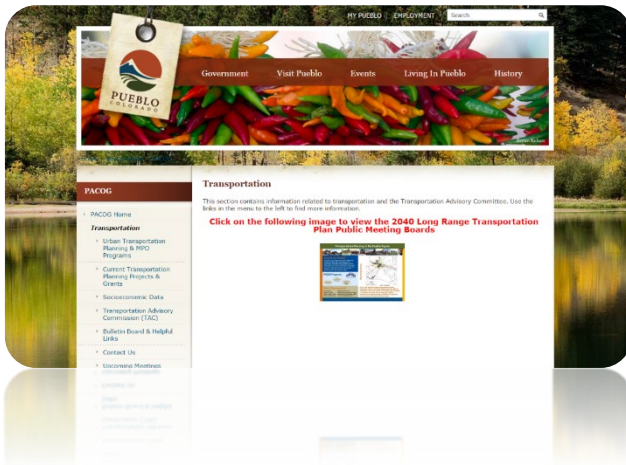 MY PUEBLO | EMPLOYMENT Search
PUEBLO
COLORADO
Government Visit Pueblo Events Living In Pueblo History
PACOG
PACOG Home
Transportation
Urban Transportation
Planning & MPO
Programs
Current Transportation
Planning Projects &
Grants
Socioeconomic Data
Transportation Advisory
Commission (TAC)
Bulletin Board & Helpful
Links
Contact Us
Upcoming Meetings
Transportation
This section contains information related to transportation and the Transportation Advisory Committee. Use the
links in the menu to the left to find more information.
Click on the following image to view the 2040 Long Range Transportation
Plan Public Meeting Boards